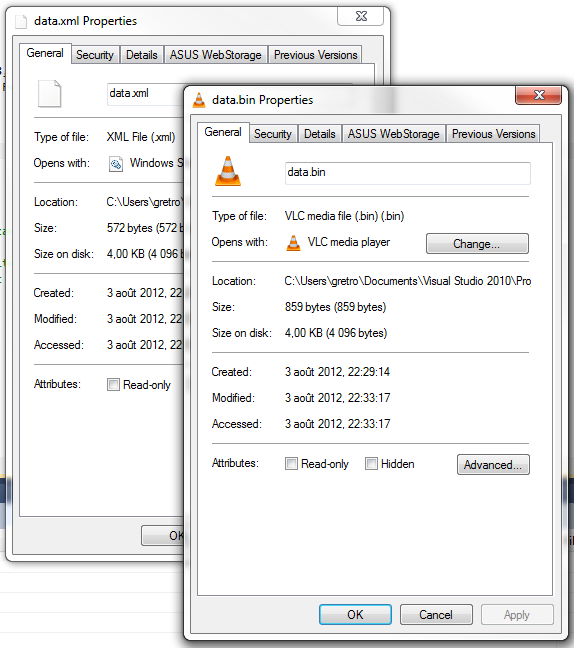 data.xml Properties
General Security Details ASUS WebStorage Previous Versions
data.xml
Type of file: XML File (.xml)
Opens with: Windows S
Location: C:\Users\gretro\
Size: 572 bytes (572
Size on disk: 4,00 KB (4 096
Created: 3 août 2012, 22
Modified: 3 août 2012, 22
Accessed: 3 août 2012, 22
Attributes: Read-only
OK
data.bin Properties
General Security Details ASUS WebStorage Previous Versions
data.bin
Type of file: VLC media file (.bin) (.bin)
Opens with: VLC media player Change...
Location: C:\Users\gretro\Documents\Visual Studio 2010\Pro
Size: 859 bytes (859 bytes)
Size on disk: 4,00 KB (4 096 bytes)
Created: 3 août 2012, 22:29:14
Modified: 3 août 2012, 22:33:17
Accessed: 3 août 2012, 22:33:17
Attributes: Read-only Hidden Advanced...
OK Cancel Apply